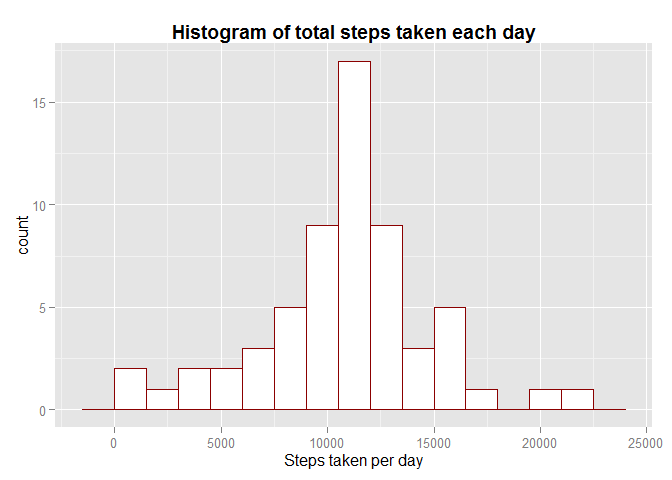 Histogram of total steps taken each day
15
10
5
0
count
0 5000 10000 15000 20000 25000
Steps taken per day